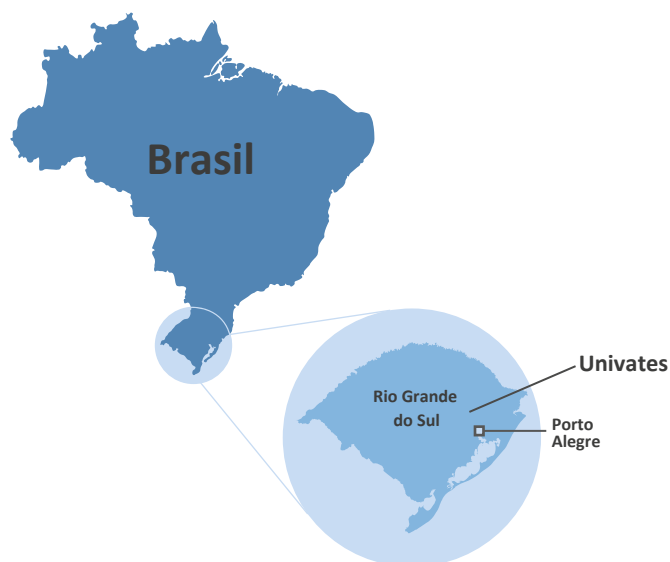 Brasil
Univates
Rio Grande
do Sul
Porto
Alegre